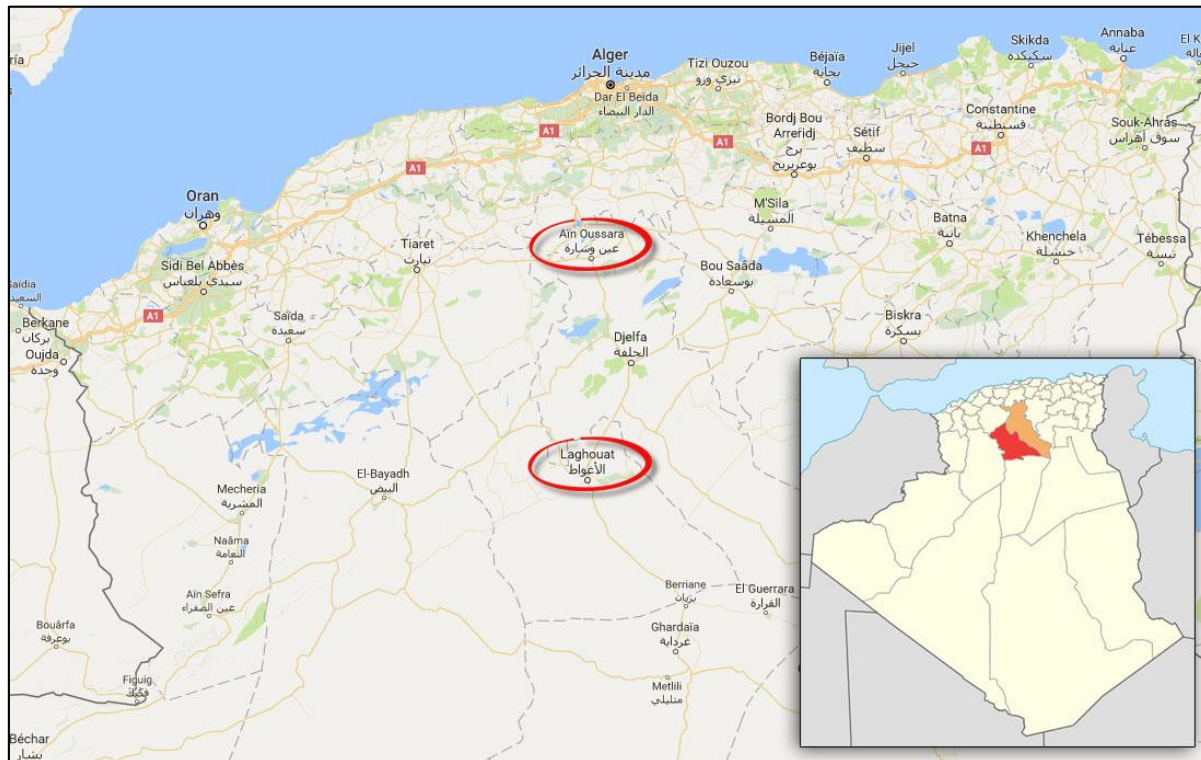 Skikda
سكيكدة
Annaba
عنابة
Jijel
جيجل
Béjaïa
بجاية
Alger
مدينة الجزائر
Tizi Ouzou
تيزي وزو
Dar El Beïda
الدار البيضاء
Constantine
قسنطينة
Bordj Bou
Arreridj
برج
بوعريريج
Sétif
سطيف
Souk-Ahras
سوق أهراس
A1
A1
A1
A1
Oran
وهران
M'Sila
المسيلة
Batna
باتنة
Aïn Oussara
عين وسارة
Tiaret
تيارت
Khenchela
خنشلة
Tébessa
تبسة
Sidi Bel Abbès
سيدي بلعباس
Bou Saâda
بوسعادة
A1
Saïda
سعيدة
Biskra
بسكرة
Berkane
بركان
Oujda
وجدة
Djelfa
الجلفة
Laghouat
الأغواط
El-Bayadh
البيض
Mecheria
المشرية
Naâma
النعامة
Aïn Sefra
عين الصفراء
Berriane
بريان
El Guerrara
القرارة
Ghardaïa
غرداية
Bouârfa
بوعرفة
Metlili
متليلي
Figuig
فكيك
Béchar
بشار